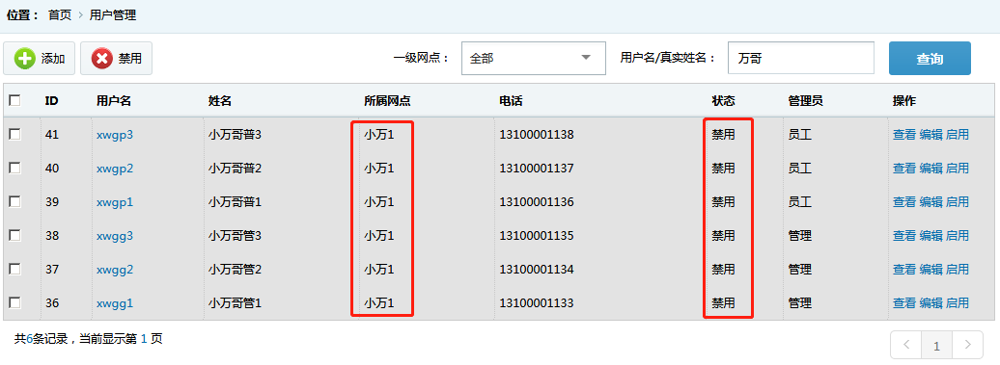 位置： 首页 > 用户管理
添加 禁用 一级网点： 全部 用户名/真实姓名： 万哥 查询
ID 用户名 姓名 所属网点 电话 状态 管理员 操作
41 xwgp3 小万哥普3 小万1 13100001138 禁用 员工 查看 编辑 启用
40 xwgp2 小万哥普2 小万1 13100001137 禁用 员工 查看 编辑 启用
39 xwgp1 小万哥普1 小万1 13100001136 禁用 员工 查看 编辑 启用
38 xwgg3 小万哥管3 小万1 13100001135 禁用 管理 查看 编辑 启用
37 xwgg2 小万哥管2 小万1 13100001134 禁用 管理 查看 编辑 启用
36 xwgg1 小万哥管1 小万1 13100001133 禁用 管理 查看 编辑 启用
共6条记录，当前显示第 1 页 < 1 >